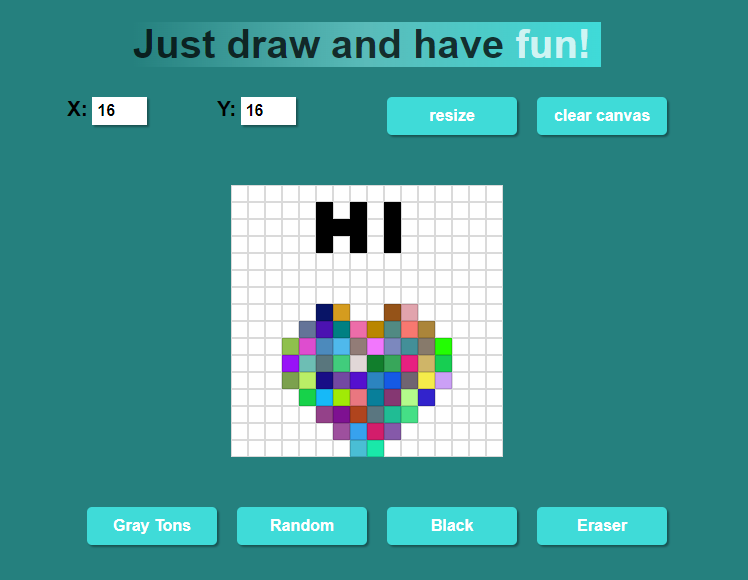 Just draw and have fun!
X: 16 Y: 16 resize clear canvas
HI
Gray Tons Random Black Eraser